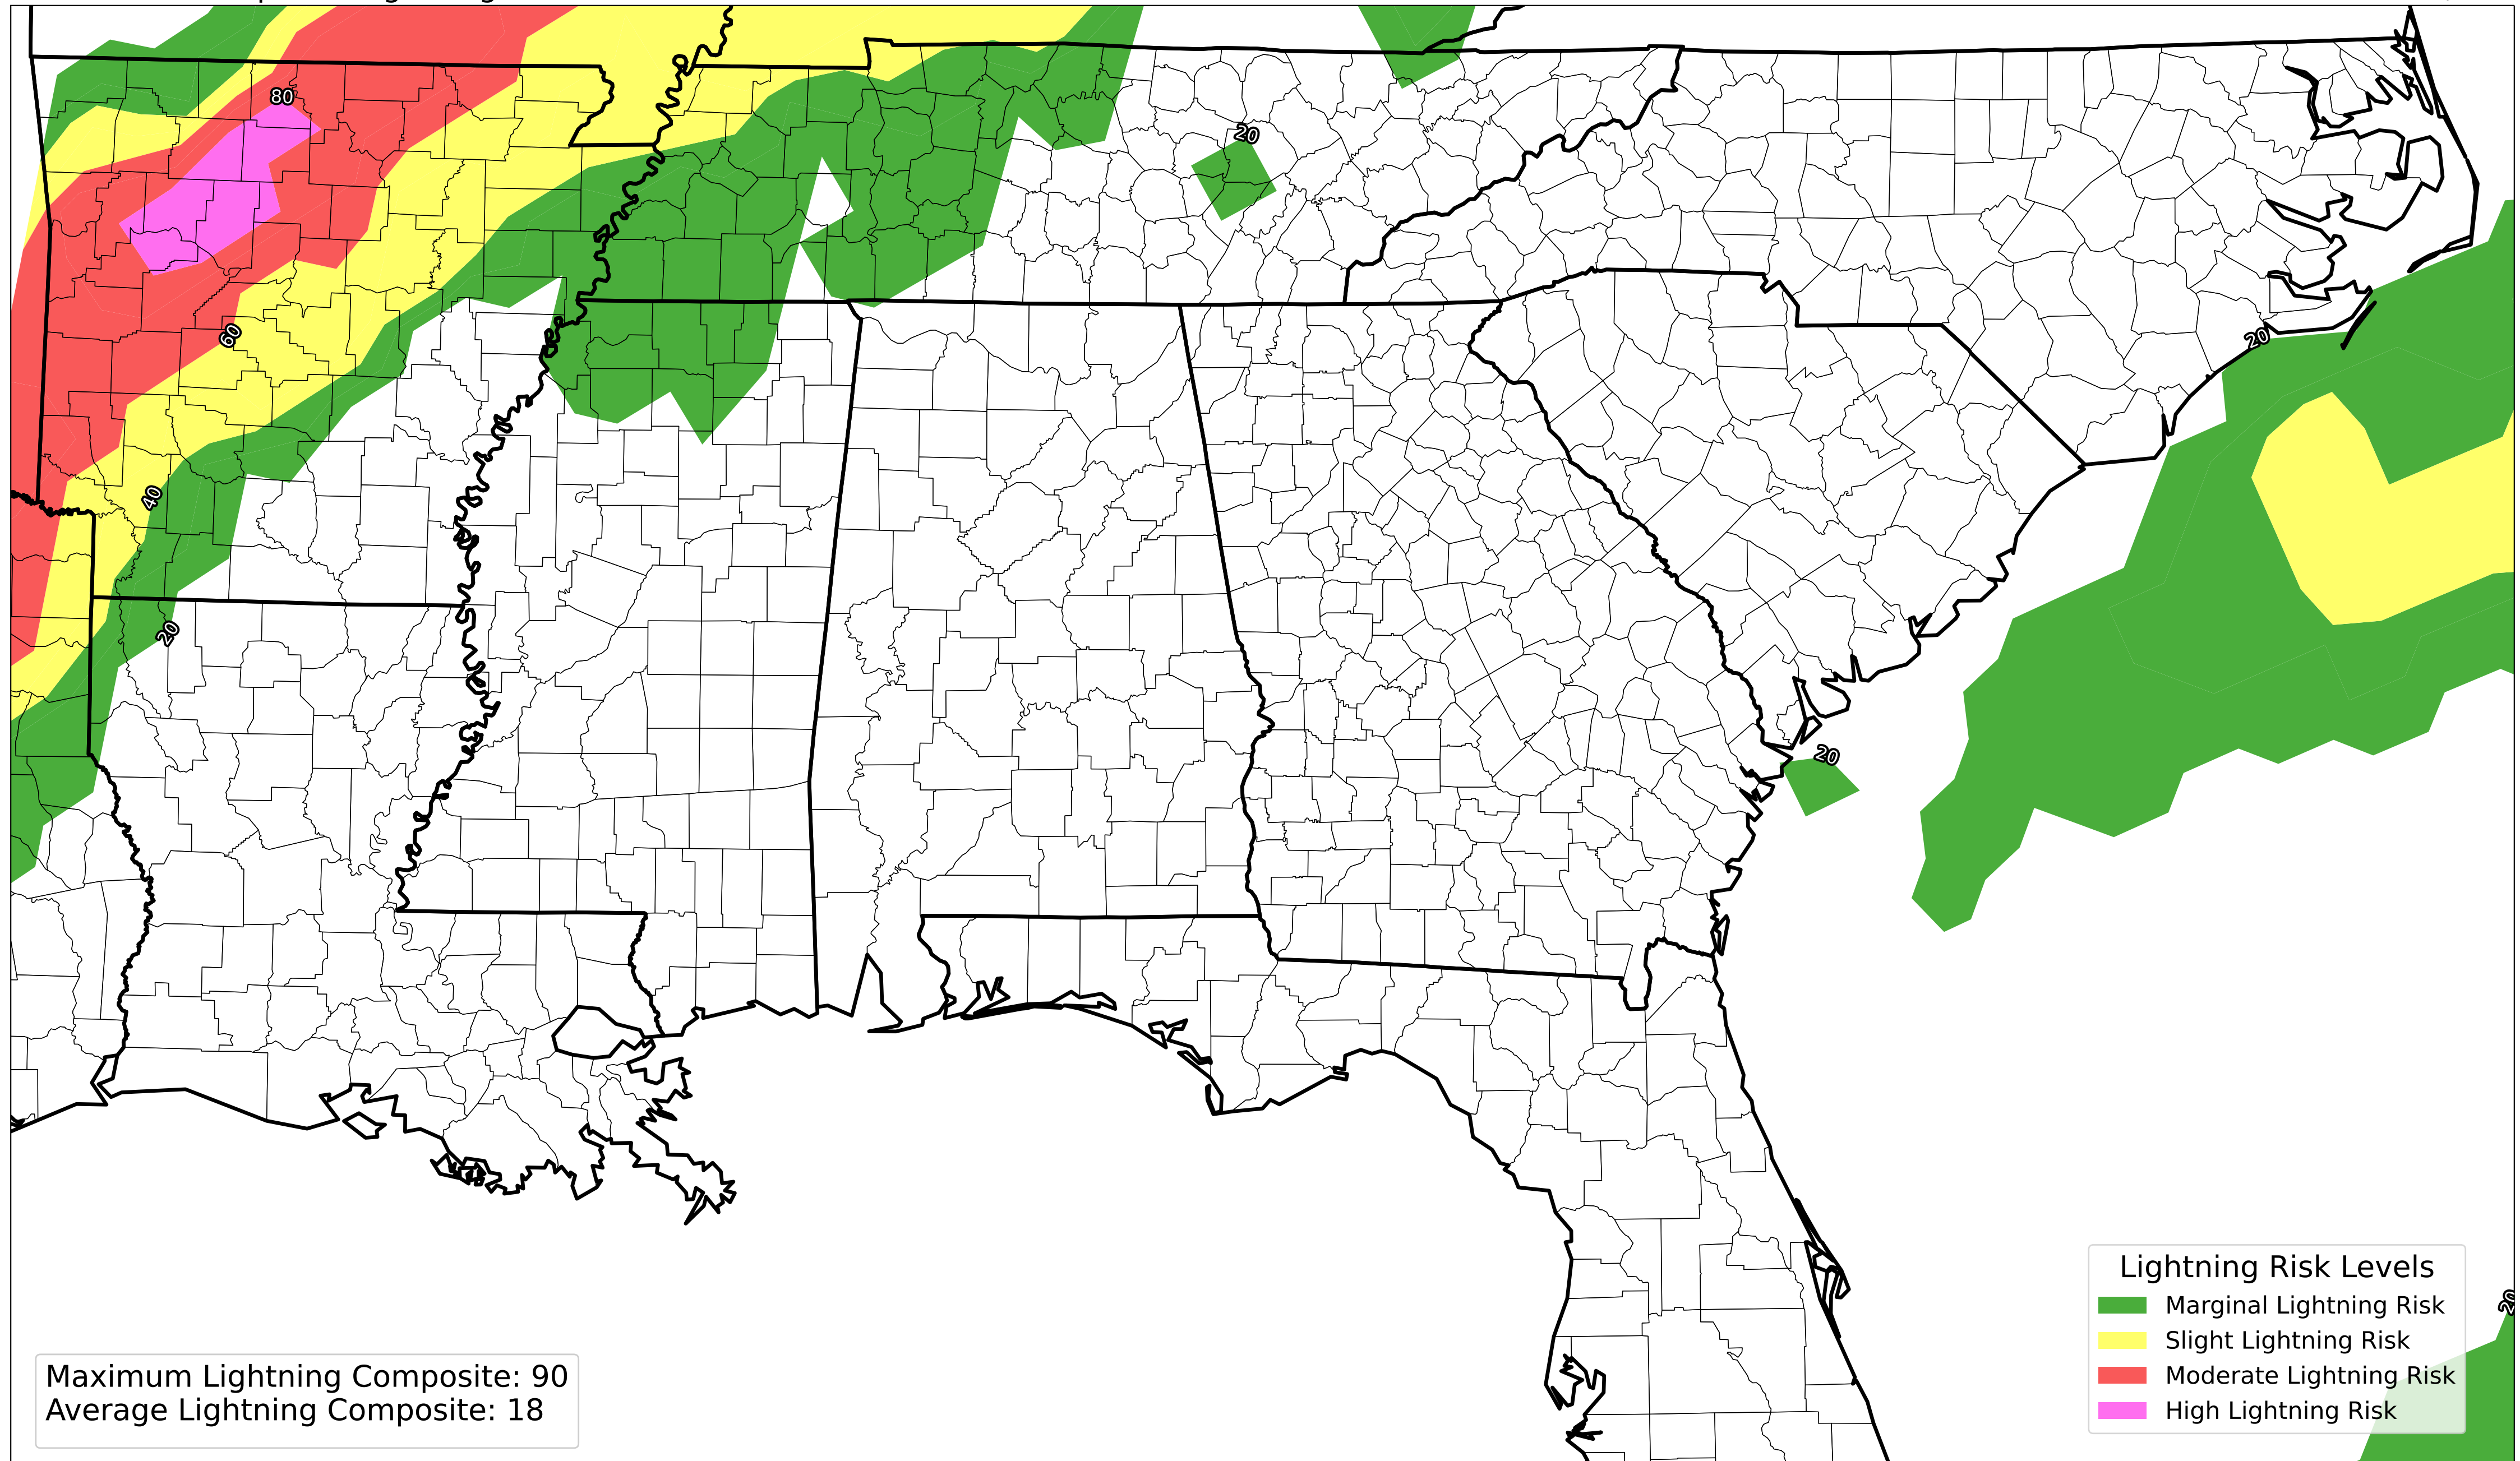 80
20
60
20
40
20
20
20
Lightning Risk Levels
Marginal Lightning Risk
Slight Lightning Risk
Moderate Lightning Risk
High Lightning Risk
Maximum Lightning Composite: 90
Average Lightning Composite: 18